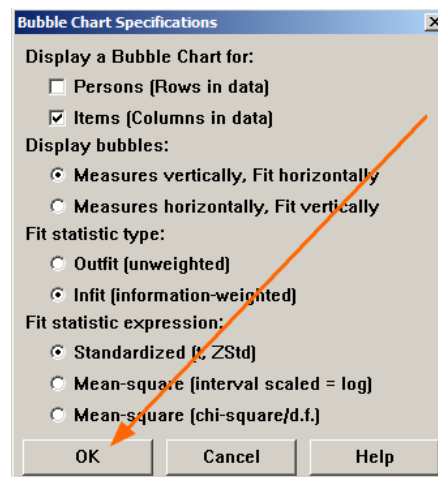 Bubble Chart Specifications
Display a Bubble Chart for:
Persons (Rows in data)
Items (Columns in data)
Display bubbles:
Measures vertically, Fit horizontally
Measures horizontally, Fit vertically
Fit statistic type:
Outfit (unweighted)
Infit (information-weighted)
Fit statistic expression:
Standardized (t, ZStd)
Mean-square (interval scaled = log)
Mean-square (chi-square/d.f.)
OK Cancel Help